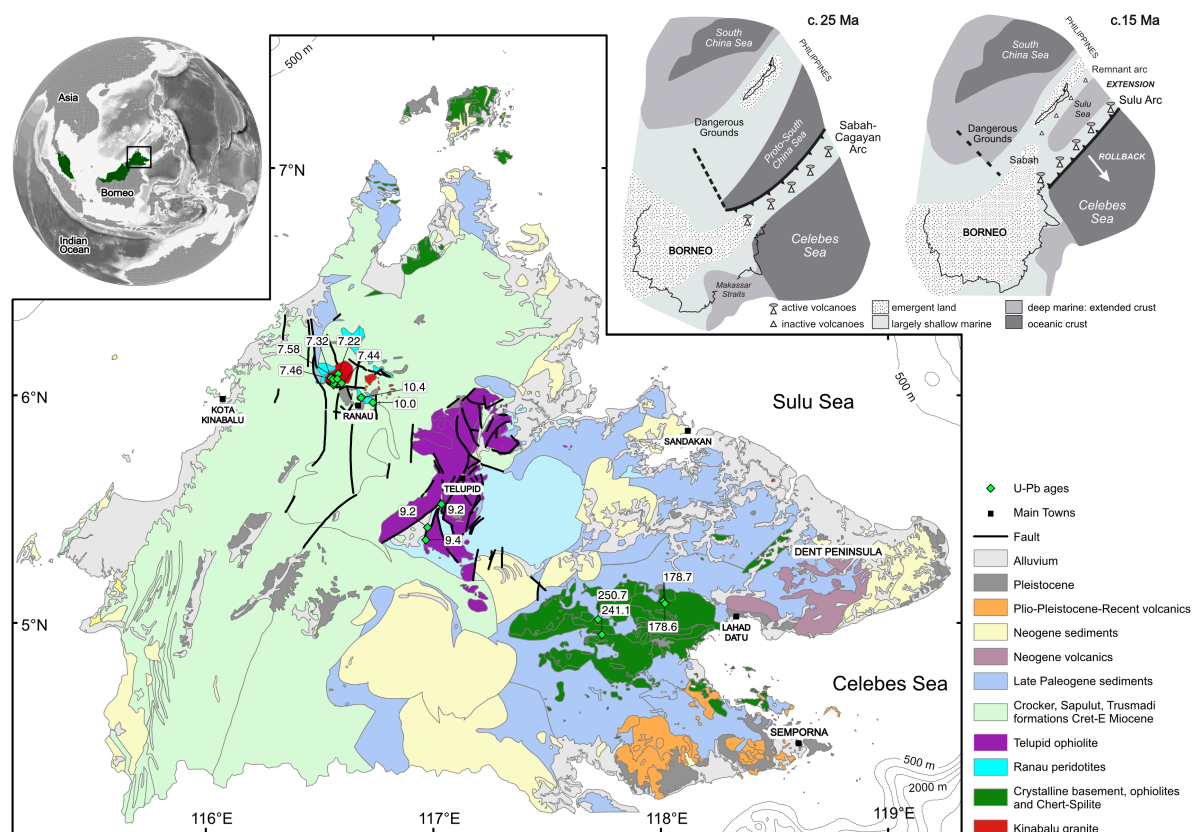 500 m
Asia
Borneo
Indian
Ocean
c. 25 Ma
South
China Sea
PHILIPPINES
Dangerous
Grounds
Proto-South
China Sea
Sabah-
Cagayan
Arc
BORNEO
Celebes
Sea
Makassar
Straits
c.15 Ma
South
China Sea
PHILIPPINES
Remnant arc
EXTENSION
Sulu Arc
Sulu
Sea
Dangerous
Grounds
Sabah
ROLLBACK
BORNEO
Celebes
Sea
active volcanoes
inactive volcanoes
emergent land
largely shallow marine
deep marine: extended crust
oceanic crust
7°N
7.32
7.22
7.58
7.44
7.46
10.4
10.0
6°N
KOTA
KINABALU
RANAU
Sulu Sea
500 m
SANDAKAN
TELUPID
9.2
9.2
9.4
DENT PENINSULA
178.7
250.7
241.1
178.6
5°N
LAHAD
DATU
Celebes Sea
SEMPORNA
500 m
2000 m
116°E
117°E
118°E
119°E
U-Pb ages
Main Towns
Fault
Alluvium
Pleistocene
Plio-Pleistocene-Recent volcanics
Neogene sediments
Neogene volcanics
Late Paleogene sediments
Crocker, Sapulut, Trusmadi
formations Cret-E Miocene
Telupid ophiolite
Ranau peridotites
Crystalline basement, ophiolites
and Chert-Spilite
Kinabalu granite